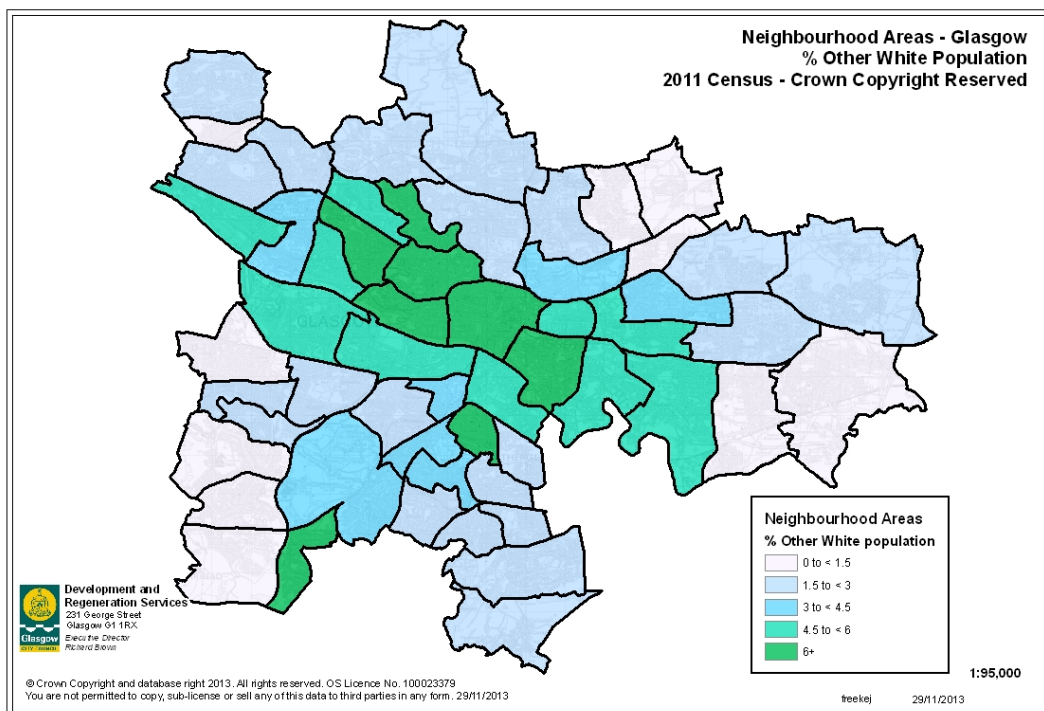 Neighbourhood Areas - Glasgow
% Other White Population
2011 Census - Crown Copyright Reserved
Neighbourhood Areas
% Other White population
0 to < 1.5
1.5 to < 3
3 to < 4.5
4.5 to < 6
6+
Development and
Regeneration Services
231 George Street
Glasgow G1 1RX
Executive Director
Richard Brown
Glasgow
CITY COUNCIL
© Crown Copyright and database right 2013. All rights reserved. OS Licence No. 100023379
You are not permitted to copy, sub-license or sell any of this data to third parties in any form. 29/11/2013
1:95,000
freekej 29/11/2013